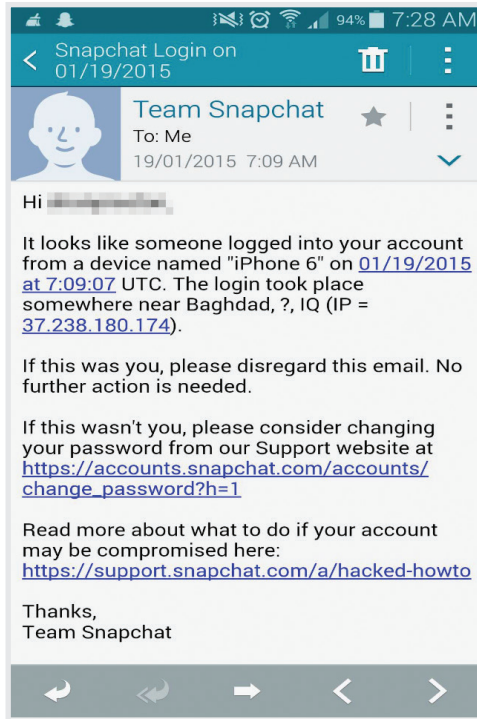 94% 7:28 AM
Snapchat Login on
01/19/2015
Team Snapchat
To: Me
19/01/2015 7:09 AM
Hi
It looks like someone logged into your account
from a device named "iPhone 6" on 01/19/2015
at 7:09:07 UTC. The login took place
somewhere near Baghdad, ?, IQ (IP =
37.238.180.174).
If this was you, please disregard this email. No
further action is needed.
If this wasn't you, please consider changing
your password from our Support website at
https://accounts.snapchat.com/accounts/
change_password?h=1
Read more about what to do if your account
may be compromised here:
https://support.snapchat.com/a/hacked-howto
Thanks,
Team Snapchat